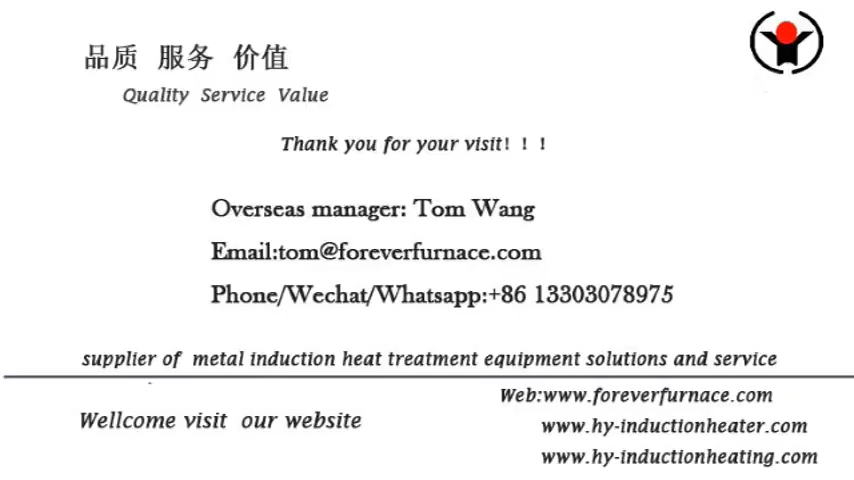 品质 服务 价值
Quality Service Value
Thank you for your visit！！！
Overseas manager: Tom Wang
Email:tom@foreverfurnace.com
Phone/Wechat/Whatsapp:+86 13303078975
supplier of metal induction heat treatment equipment solutions and service
Wellcome visit our website
Web:www.foreverfurnace.com
www.hy-inductionheater.com
www.hy-inductionheating.com